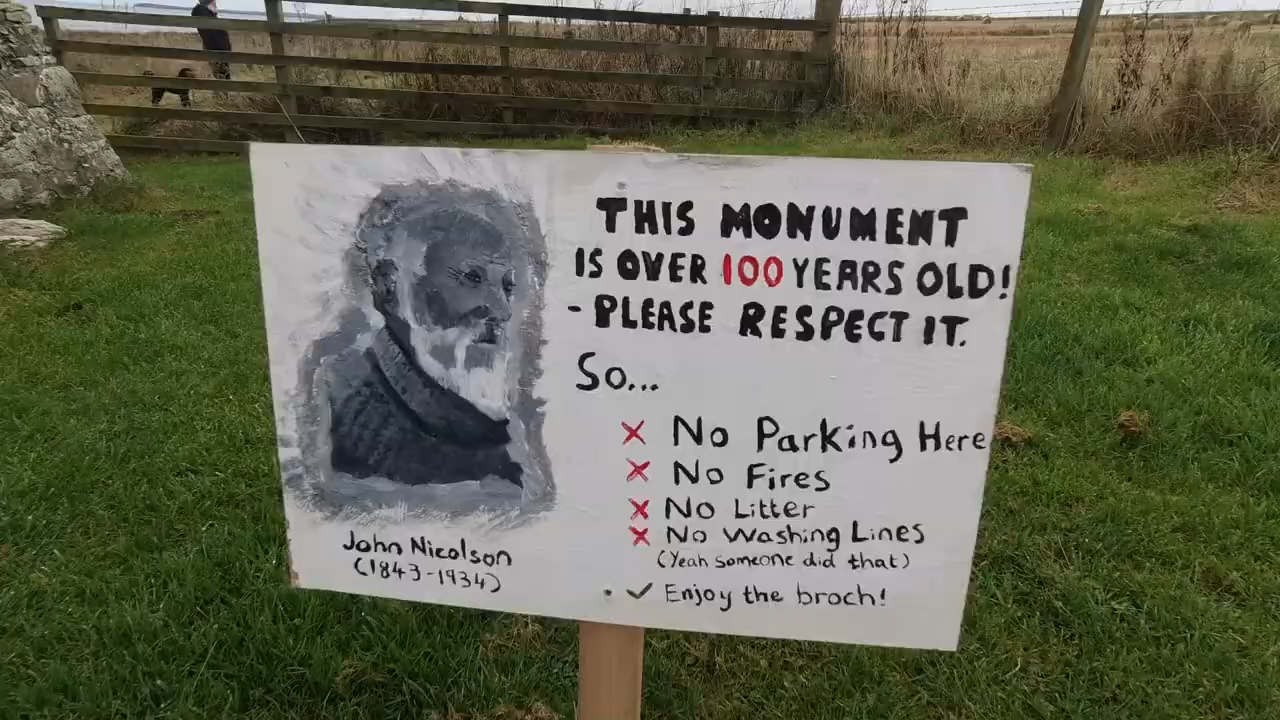 THIS MONUMENT
IS OVER 100 YEARS OLD!
- PLEASE RESPECT IT.
So...
× No Parking Here
× No Fires
× No Litter
× No Washing Lines
(Yeah someone did that)
• ✓ Enjoy the broch!
John Nicolson
(1843-1934)